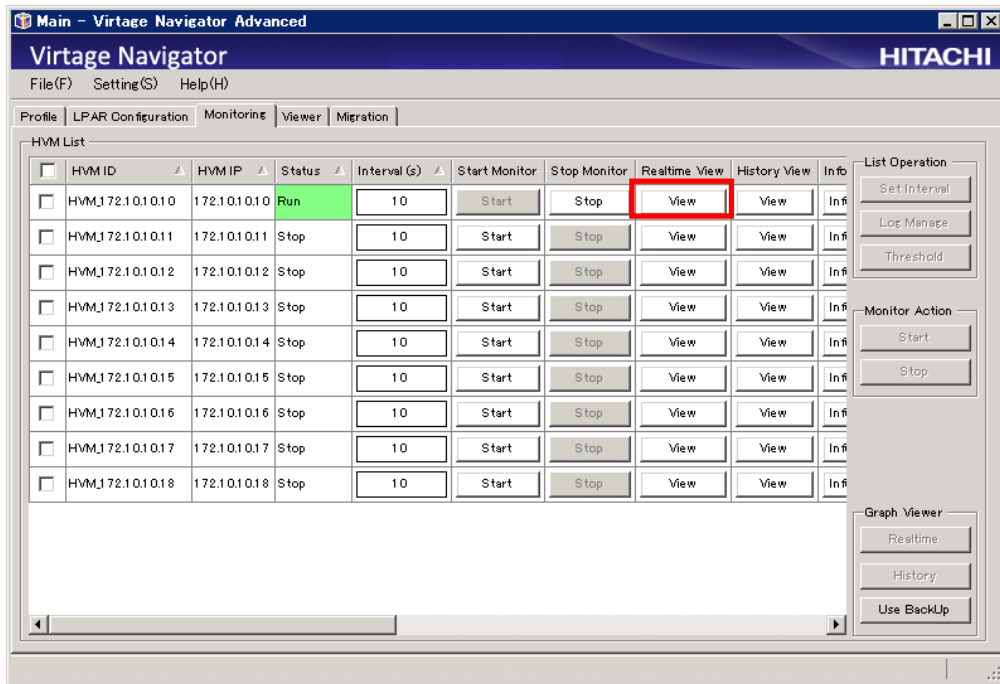 Main - Virtage Navigator Advanced
Virtage Navigator
HITACHI
File(F) Setting(S) Help(H)
Profile LPAR Configuration Monitoring Viewer Migration
HVM List
HVM ID HVM IP Status Interval (s) Start Monitor Stop Monitor Realtime View History View Info
HVM_172.10.10.10 172.10.10.10 Run 10 Start Stop View View Inf
HVM_172.10.10.11 172.10.10.11 Stop 10 Start Stop View View Inf
HVM_172.10.10.12 172.10.10.12 Stop 10 Start Stop View View Inf
HVM_172.10.10.13 172.10.10.13 Stop 10 Start Stop View View Inf
HVM_172.10.10.14 172.10.10.14 Stop 10 Start Stop View View Inf
HVM_172.10.10.15 172.10.10.15 Stop 10 Start Stop View View Inf
HVM_172.10.10.16 172.10.10.16 Stop 10 Start Stop View View Inf
HVM_172.10.10.17 172.10.10.17 Stop 10 Start Stop View View Inf
HVM_172.10.10.18 172.10.10.18 Stop 10 Start Stop View View Inf
List Operation
Set Interval
Log Manage
Threshold
Monitor Action
Start
Stop
Graph Viewer
Realtime
History
Use BackUp